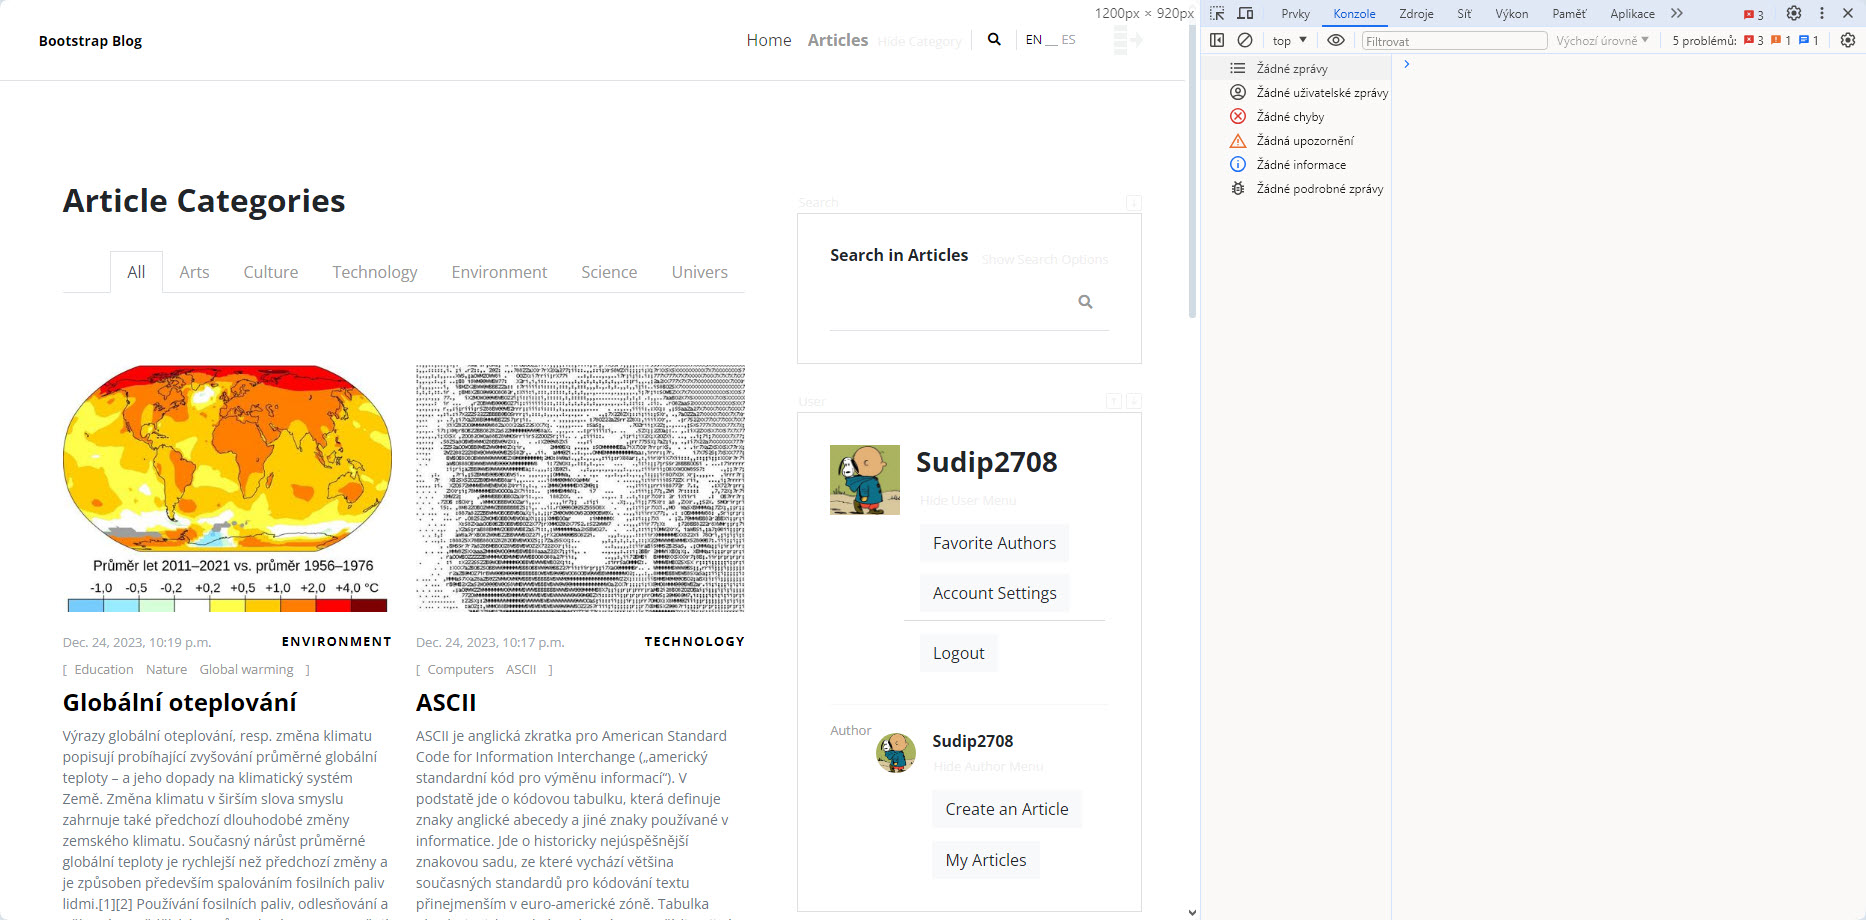 Bootstrap Blog
Home Articles Hide Category EN __ ES
1200px × 920px
Article Categories
All Arts Culture Technology Environment Science Univers
Průměr let 2011–2021 vs. průměr 1956–1976
-1,0 -0,5 -0,2 +0,2 +0,5 +1,0 +2,0 +4,0 °C
Dec. 24, 2023, 10:19 p.m. ENVIRONMENT
[ Education Nature Global warming ]
Globální oteplování
Výrazy globální oteplování, resp. změna klimatu
popisují probíhající zvyšování průměrné globální
teploty – a jeho dopady na klimatický systém
Země. Změna klimatu v širším slova smyslu
zahrnuje také předchozí dlouhodobé změny
zemského klimatu. Současný nárůst průměrné
globální teploty je rychlejší než předchozí změny a
je způsoben především spalováním fosilních paliv
lidmi.[1][2] Používání fosilních paliv, odlesňování a
Dec. 24, 2023, 10:17 p.m. TECHNOLOGY
[ Computers ASCII ]
ASCII
ASCII je anglická zkratka pro American Standard
Code for Information Interchange („americký
standardní kód pro výměnu informací“). V
podstatě jde o kódovou tabulku, která definuje
znaky anglické abecedy a jiné znaky používané v
informatice. Jde o historicky nejúspěšnější
znakovou sadu, ze které vychází většina
současných standardů pro kódování textu
přinejmenším v euro-americké zóně. Tabulka
Search
Search in Articles Show Search Options
User
Sudip2708
Hide User Menu
Favorite Authors
Account Settings
Logout
Author Sudip2708
Hide Author Menu
Create an Article
My Articles
Prvky Konzole Zdroje Síť Výkon Paměť Aplikace 3
top Filtrovat Výchozí úrovně 5 problémů: 3 1 1
Žádné zprávy
Žádné uživatelské zprávy
Žádné chyby
Žádná upozornění
Žádné informace
Žádné podrobné zprávy